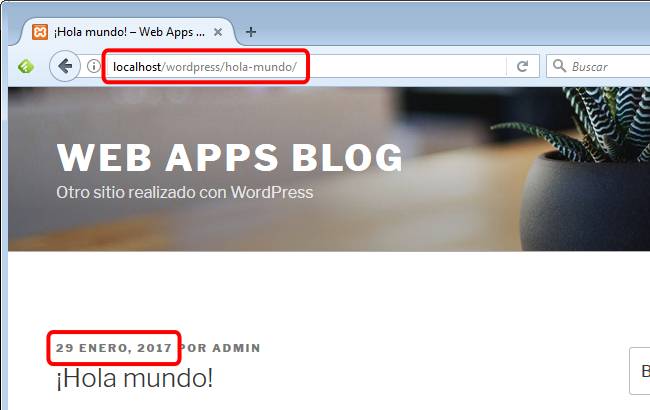 ¡Hola mundo! – Web Apps ...
localhost/wordpress/hola-mundo/
Buscar
WEB APPS BLOG
Otro sitio realizado con WordPress
29 ENERO, 2017 POR ADMIN
¡Hola mundo!
B